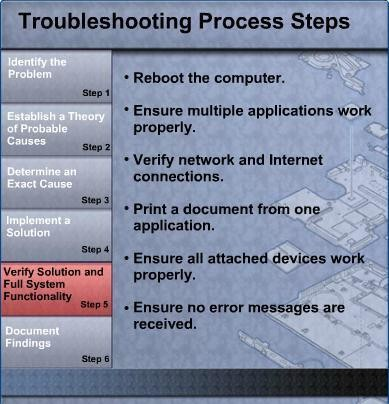 Troubleshooting Process Steps
Identify the
Problem
Step 1
Establish a Theory
of Probable
Causes
Step 2
Determine an
Exact Cause
Step 3
Implement a
Solution
Step 4
Verify Solution and
Full System
Functionality
Step 5
Document
Findings
Step 6
• Reboot the computer.
• Ensure multiple applications work
properly.
• Verify network and Internet
connections.
• Print a document from one
application.
• Ensure all attached devices work
properly.
• Ensure no error messages are
received.